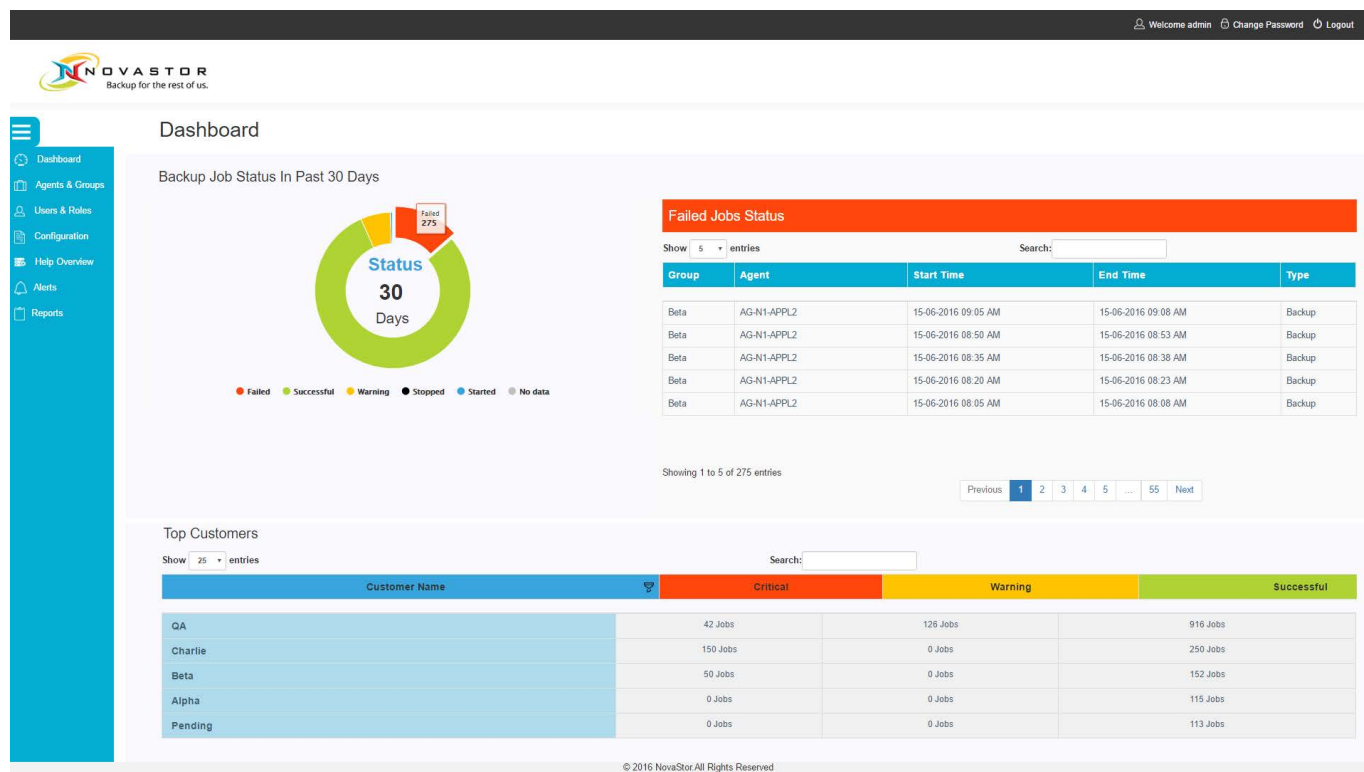 Welcome admin Change Password Logout
NOVASTOR
Backup for the rest of us.
Dashboard
Dashboard
Agents & Groups
Users & Roles
Configuration
Help Overview
Alerts
Reports
Backup Job Status In Past 30 Days
Failed
275
Status
30
Days
Failed Successful Warning Stopped Started No data
Failed Jobs Status
Show 5 entries Search:
Group Agent Start Time End Time Type
Beta AG-N1-APPL2 15-06-2016 09:05 AM 15-06-2016 09:08 AM Backup
Beta AG-N1-APPL2 15-06-2016 08:50 AM 15-06-2016 08:53 AM Backup
Beta AG-N1-APPL2 15-06-2016 08:35 AM 15-06-2016 08:38 AM Backup
Beta AG-N1-APPL2 15-06-2016 08:20 AM 15-06-2016 08:23 AM Backup
Beta AG-N1-APPL2 15-06-2016 08:05 AM 15-06-2016 08:08 AM Backup
Showing 1 to 5 of 275 entries
Previous 1 2 3 4 5 ... 55 Next
Top Customers
Show 25 entries Search:
Customer Name Critical Warning Successful
QA 42 Jobs 126 Jobs 916 Jobs
Charlie 150 Jobs 0 Jobs 250 Jobs
Beta 50 Jobs 0 Jobs 152 Jobs
Alpha 0 Jobs 0 Jobs 115 Jobs
Pending 0 Jobs 0 Jobs 113 Jobs
© 2016 NovaStor.All Rights Reserved